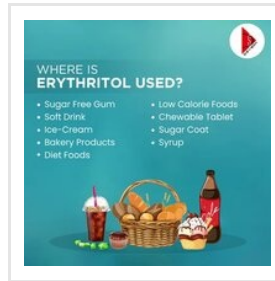 WHERE IS
ERYTHRITOL USED?
• Sugar Free Gum
• Soft Drink
• Ice-Cream
• Bakery Products
• Diet Foods
• Low Calorie Foods
• Chewable Tablet
• Sugar Coat
• Syrup